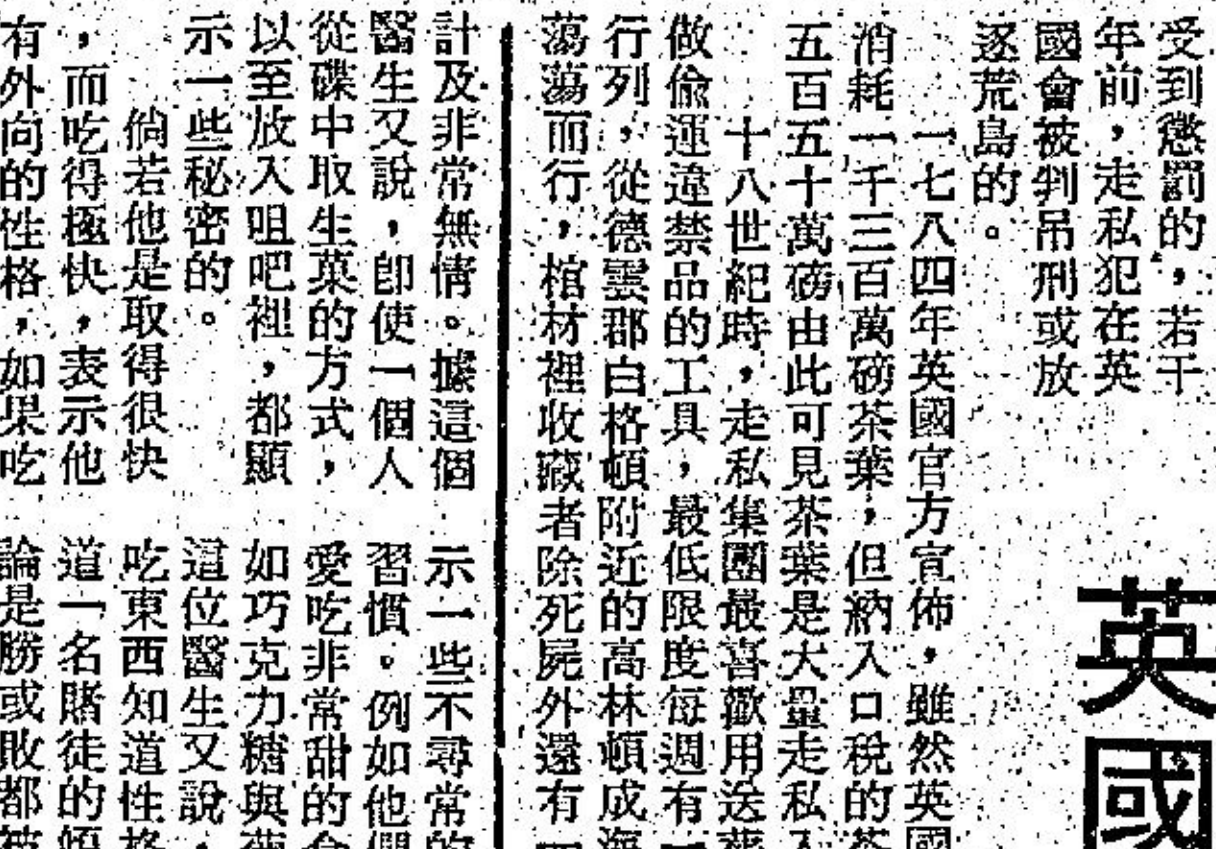 英國
受到懲罰的，若干
年前，走私犯在英
國會被判吊刑或放
逐荒島的。
一七八四年英國官方宣佈，雖然英國
消耗一千三百萬磅茶葉，但納入口稅的茶
五百五十萬磅由此可見茶葉是大量走私入
十八世紀時，走私集團最喜歡用送葬
做偷運違禁品的工具，最低限度每週有一
行列，從德雲郡白格頓附近的高林頓成海
蕩蕩而行，棺材裡收藏者除死屍外還有
計及非常無情。據這個
醫生又說，即使一個人
從碟中取生菜的方式，
以至放入咀吧裡，都顯
示一些秘密的。
倘若他是取得很快
，而吃得極快，表示他
有外向的性格，如果吃
示一些不尋常的
習慣。例如他們
愛吃非常甜的食
如巧克力糖與
這位醫生又說，
吃東西知道性格
道一名賭徒的
論是勝或敗都被